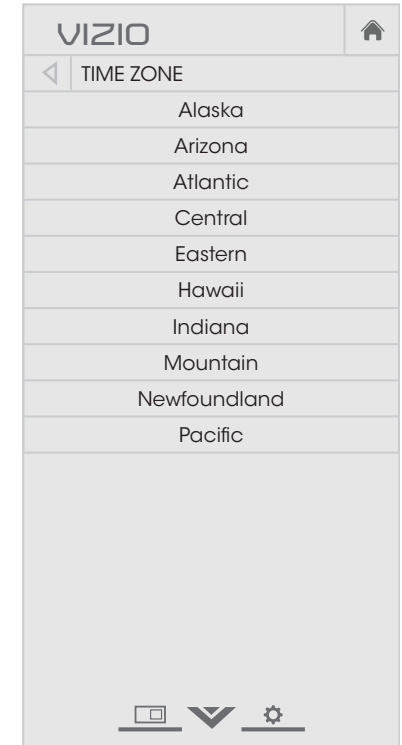 VIZIO
TIME ZONE
Alaska
Arizona
Atlantic
Central
Eastern
Hawaii
Indiana
Mountain
Newfoundland
Pacific